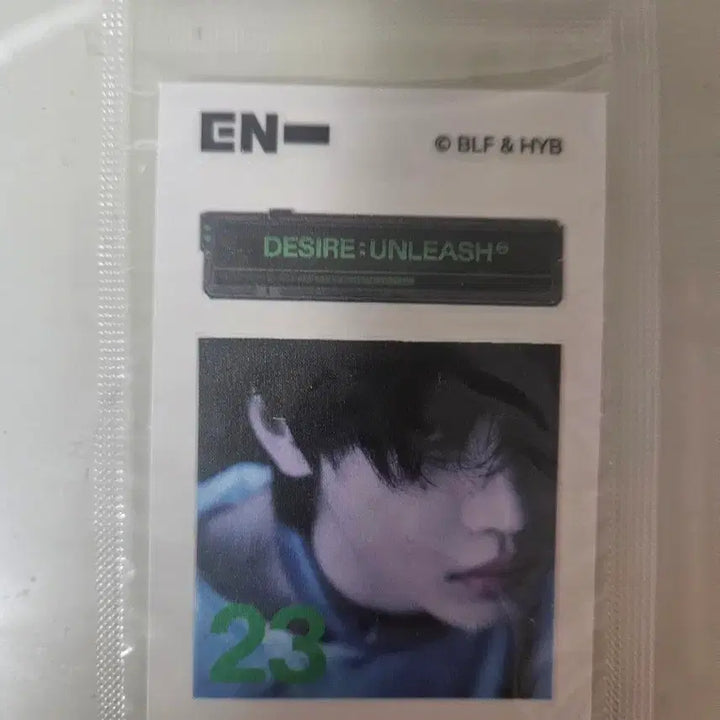 EN-
© BLF & HYB
DESIRE : UNLEASH
23